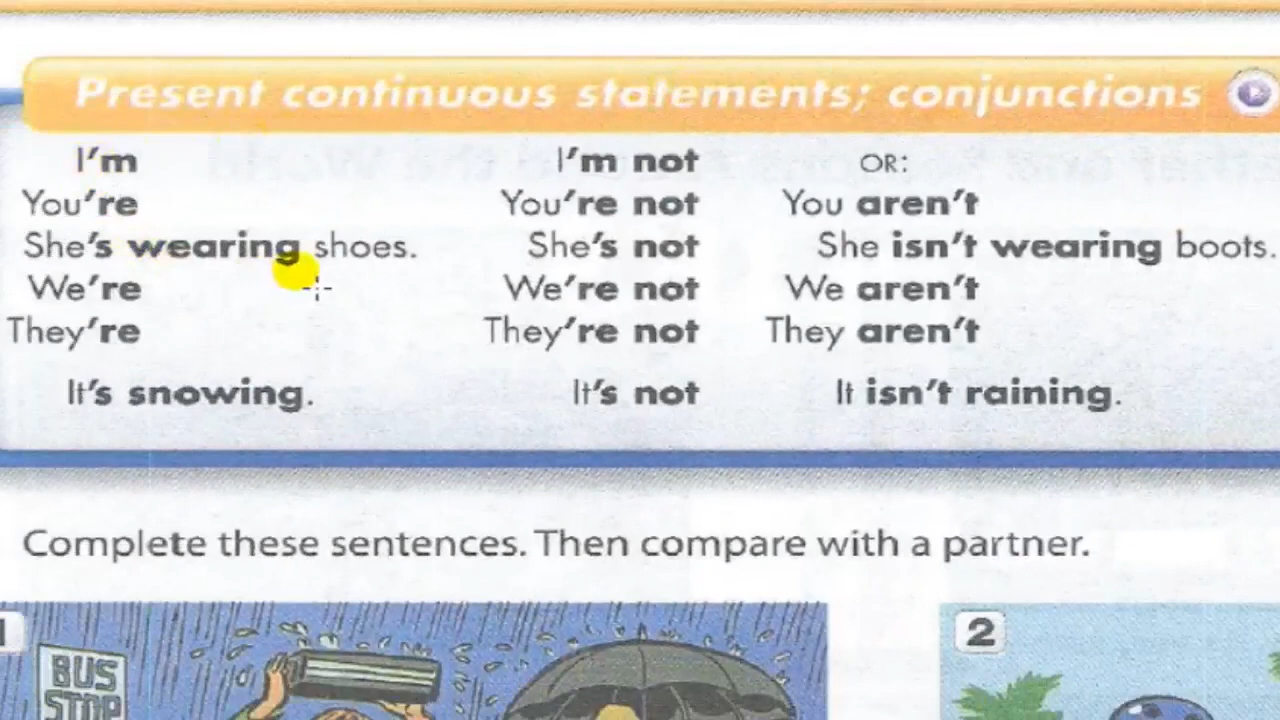 Present continuous statements; conjunctions
I'm I'm not OR:
You're You're not You aren't
She's wearing shoes. She's not She isn't wearing boots.
We're We're not We aren't
They're They're not They aren't
It's snowing. It's not It isn't raining.
Complete these sentences. Then compare with a partner.
1 2
BUS
STOP